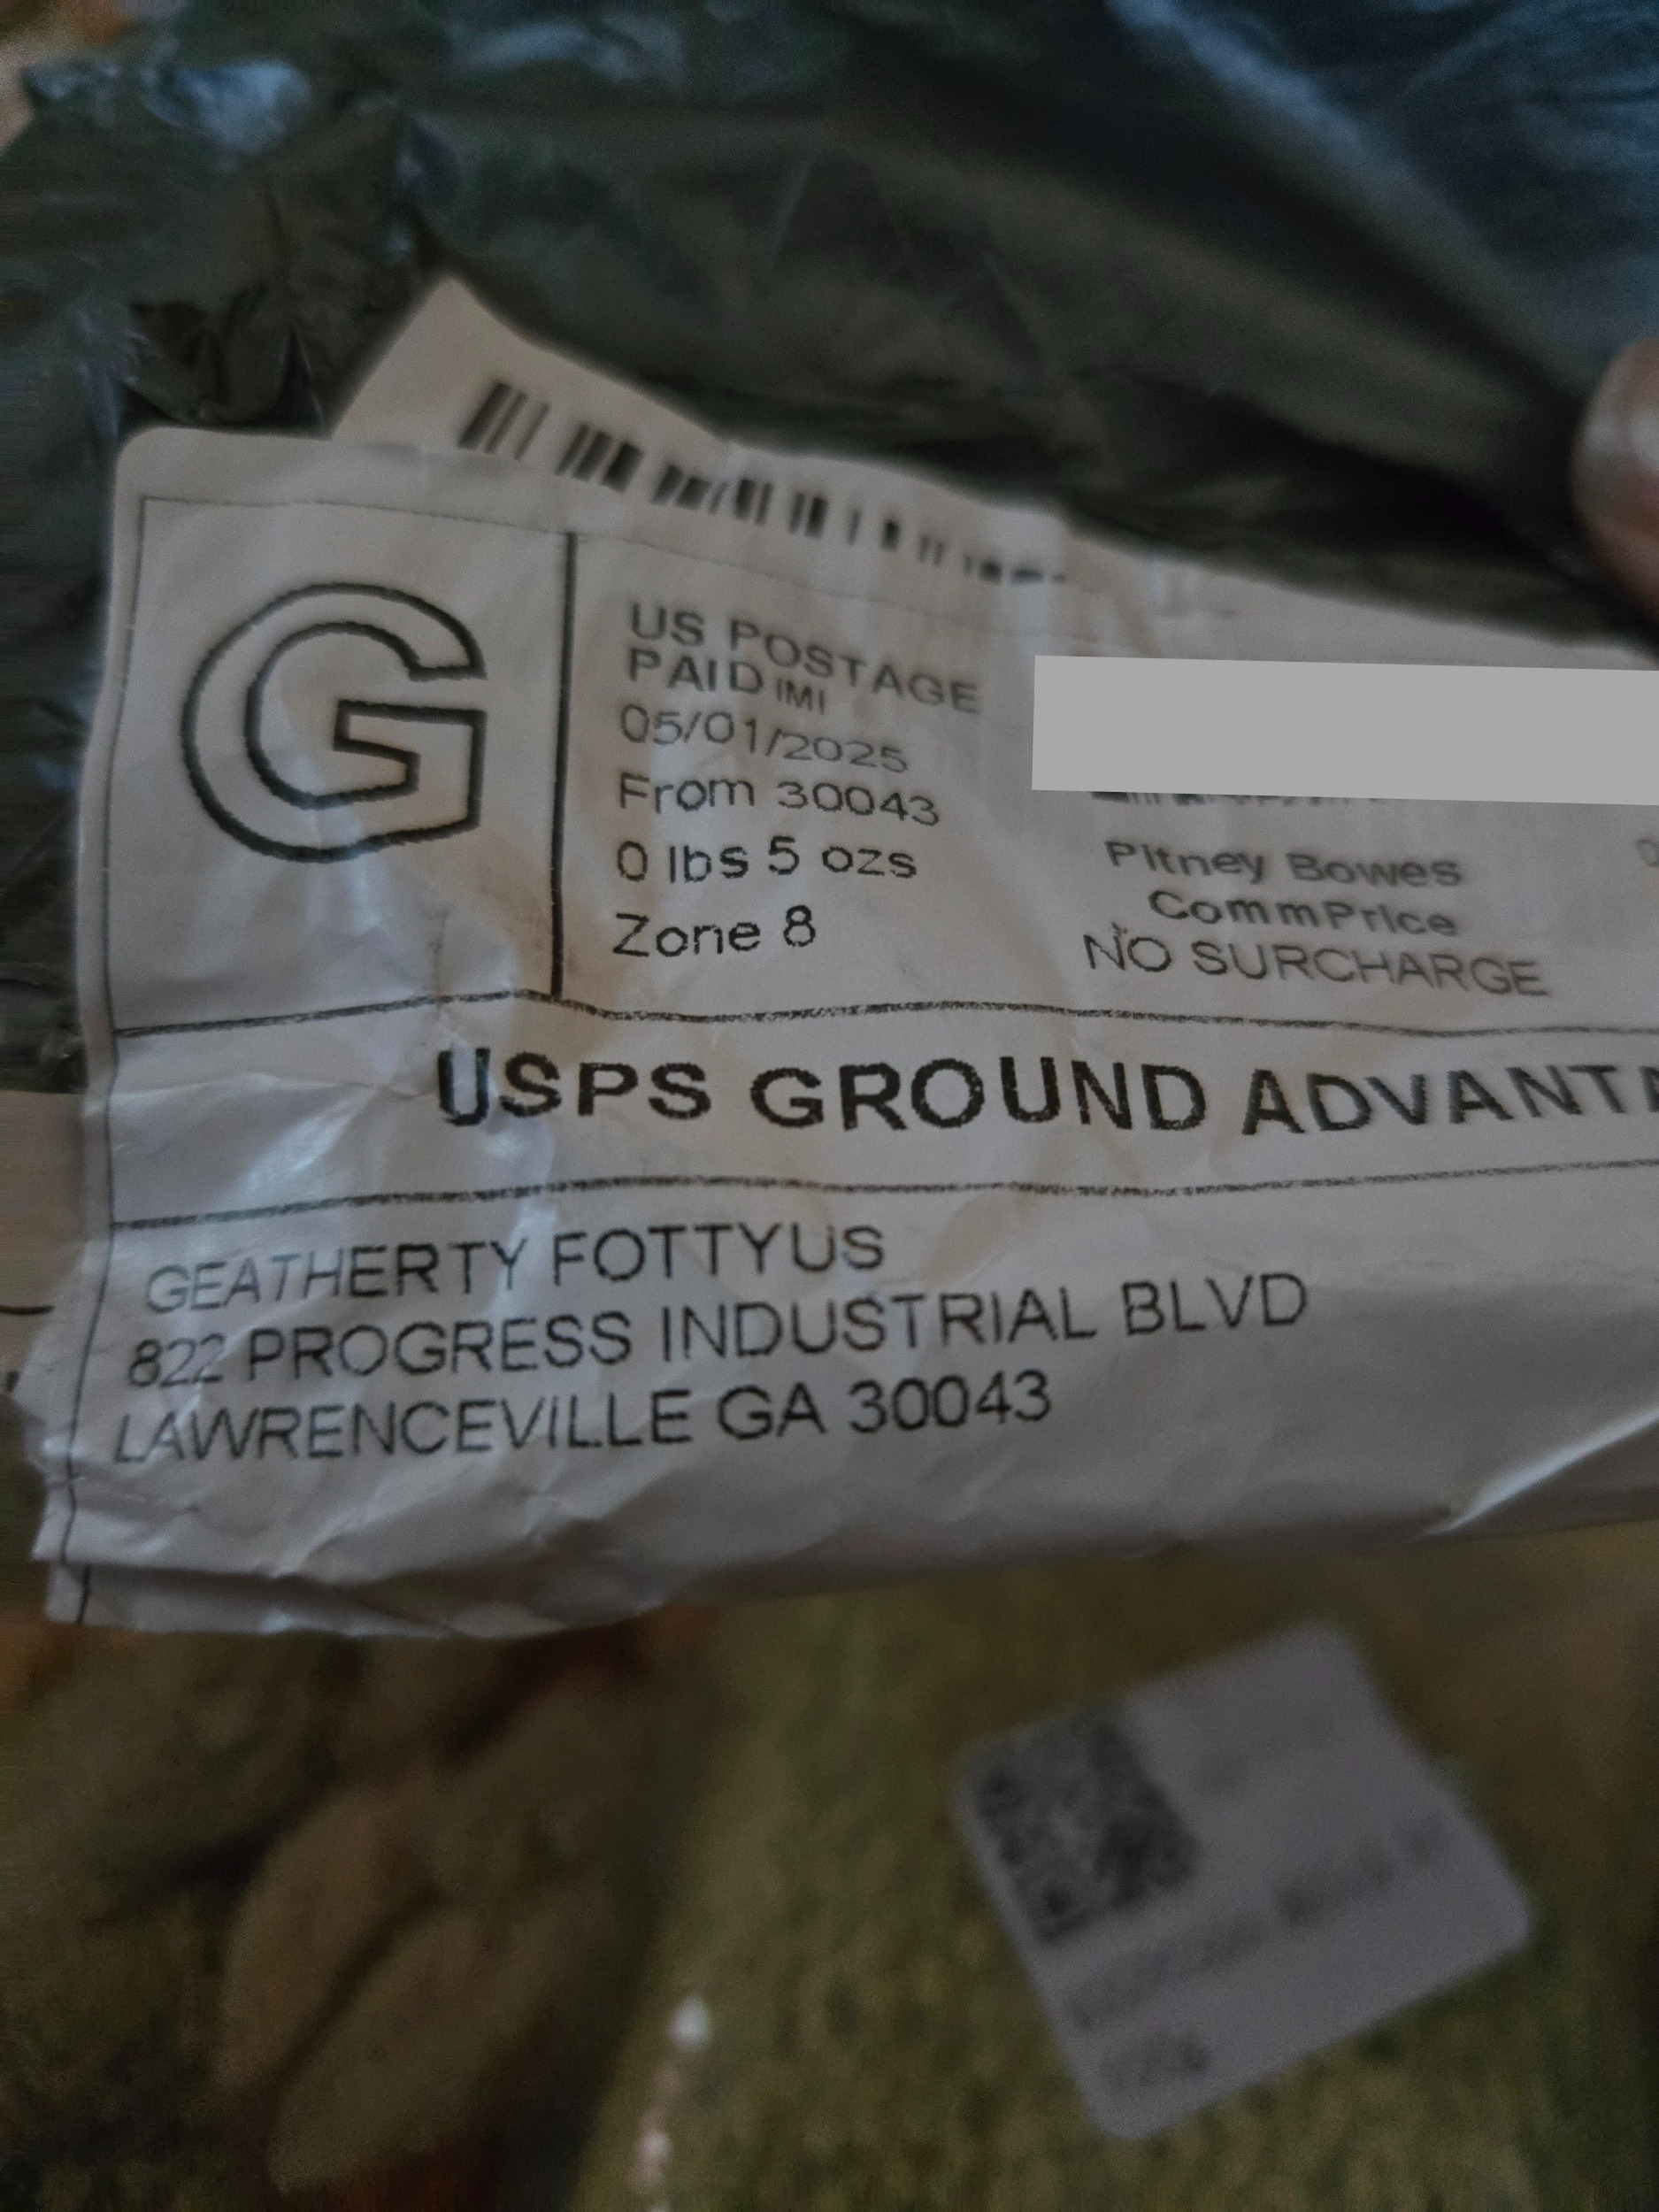 G
US POSTAGE
PAID IMI
05/01/2025
From 30043
0 lbs 5 ozs
Zone 8
Pitney Bowes
CommPrice
NO SURCHARGE
USPS GROUND ADVANTA
GEATHERTY FOTTYUS
822 PROGRESS INDUSTRIAL BLVD
LAWRENCEVILLE GA 30043